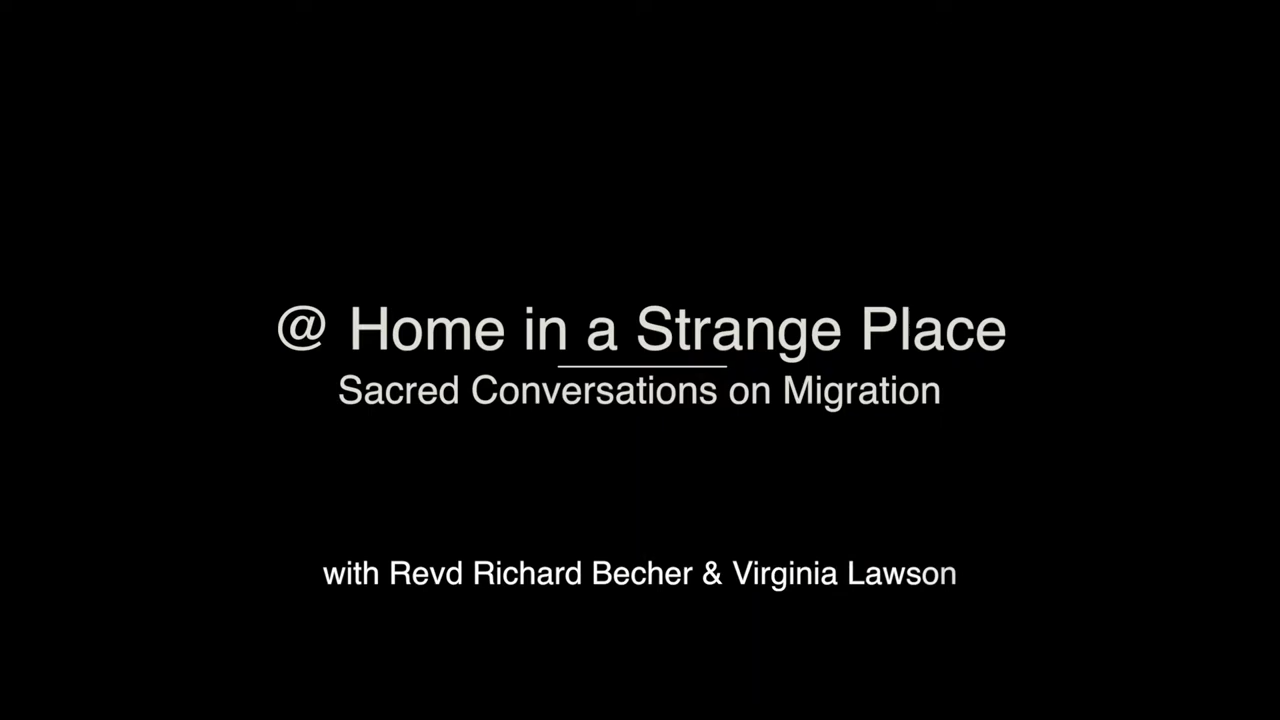 @ Home in a Strange Place
Sacred Conversations on Migration
with Revd Richard Becher & Virginia Lawson